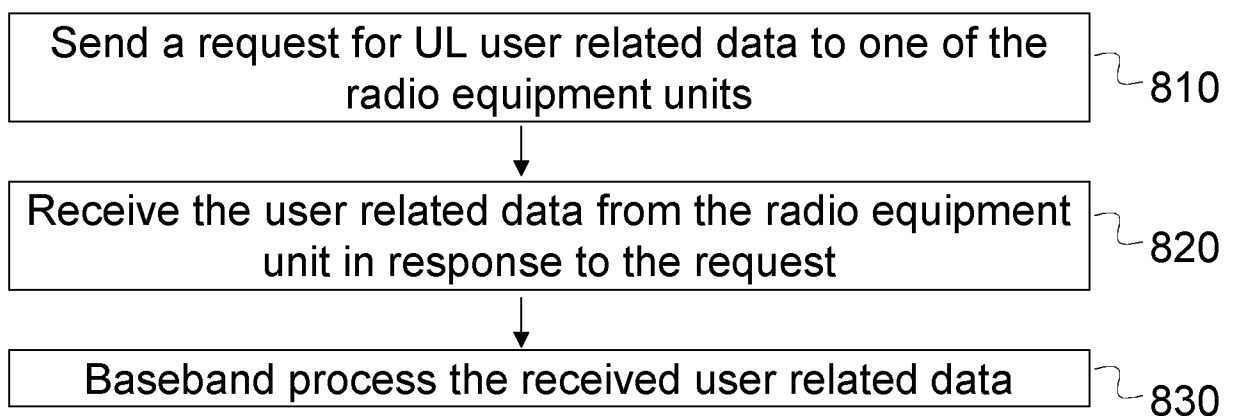 Send a request for UL user related data to one of the
radio equipment units
810
Receive the user related data from the radio equipment
unit in response to the request
820
Baseband process the received user related data
830